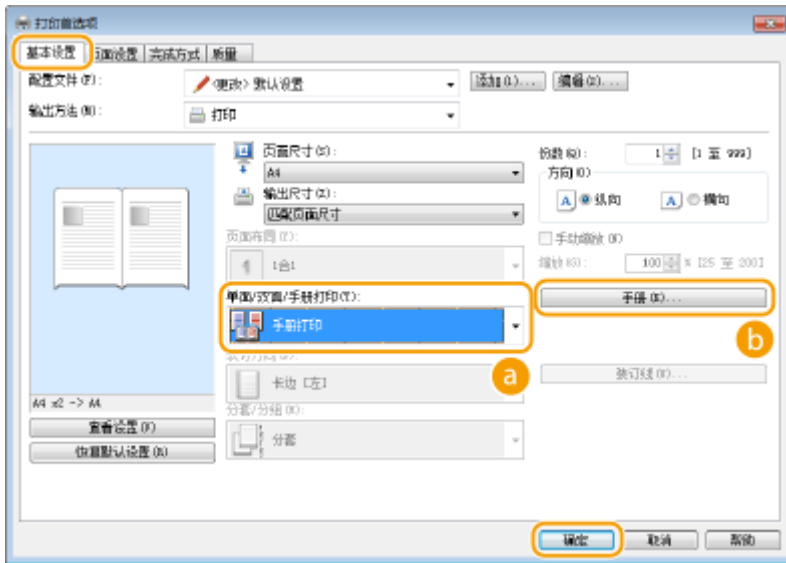 打印首选项
基本设置 页面设置 完成方式 质量
配置文件(F): <更改> 默认设置 添加(1)... 编辑(2)...
输出方法(M): 打印
页面尺寸(S):
A4
输出尺寸(Z):
匹配页面尺寸
页面布局(Y):
1合1
单面/双面/手册打印(T):
手册打印
a
装订方向(G):
长边 [左]
分套/分组(X):
分套
份数(Q): 1 [1 至 999]
方向(O)
A 纵向 A 横向
手动缩放(W)
缩放(G): 100 % [25 至 200]
手册(K)...
b
装订线(U)...
A4 x2 -> A4
查看设置(V)
恢复默认设置(R)
确定 取消 帮助